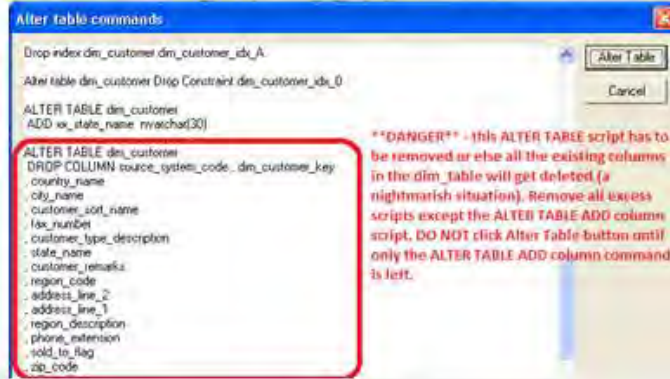 Alter table commands
Drop index dim_customer.dim_customer_idx_A
Alter table dim_customer Drop Constraint dim_customer_idx_0
ALTER TABLE dim_customer
ADD xx_state_name nvarchar(30)
ALTER TABLE dim_customer
DROP COLUMN source_system_code , dim_customer_key
, country_name
, city_name
, customer_sort_name
, fax_number
, customer_type_description
, state_name
, customer_remarks
, region_code
, address_line_2
, address_line_1
, region_description
, phone_extension
, sold_to_flag
, zip_code
Alter Table
Cancel
**DANGER** - this ALTER TABLE script has to
be removed or else all the existing columns
in the dim_table will get deleted (a
nightmarish situation). Remove all excess
scripts except the ALTER TABLE ADD column
script. DO NOT click Alter Table button until
only the ALTER TABLE ADD column command
is left.